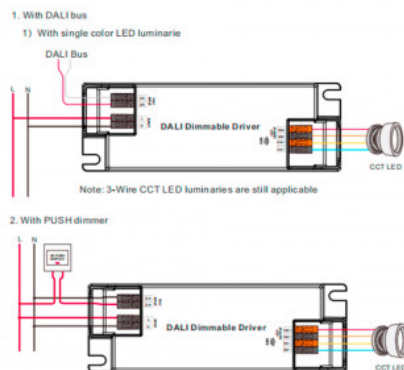 1. With DALI bus
1) With single color LED luminarie
DALI Bus
L N
DALI Dimmable Driver
CCT LED
Note: 3-Wire CCT LED luminaries are still applicable
2. With PUSH dimmer
L N
DALI Dimmable Driver
CCT LED